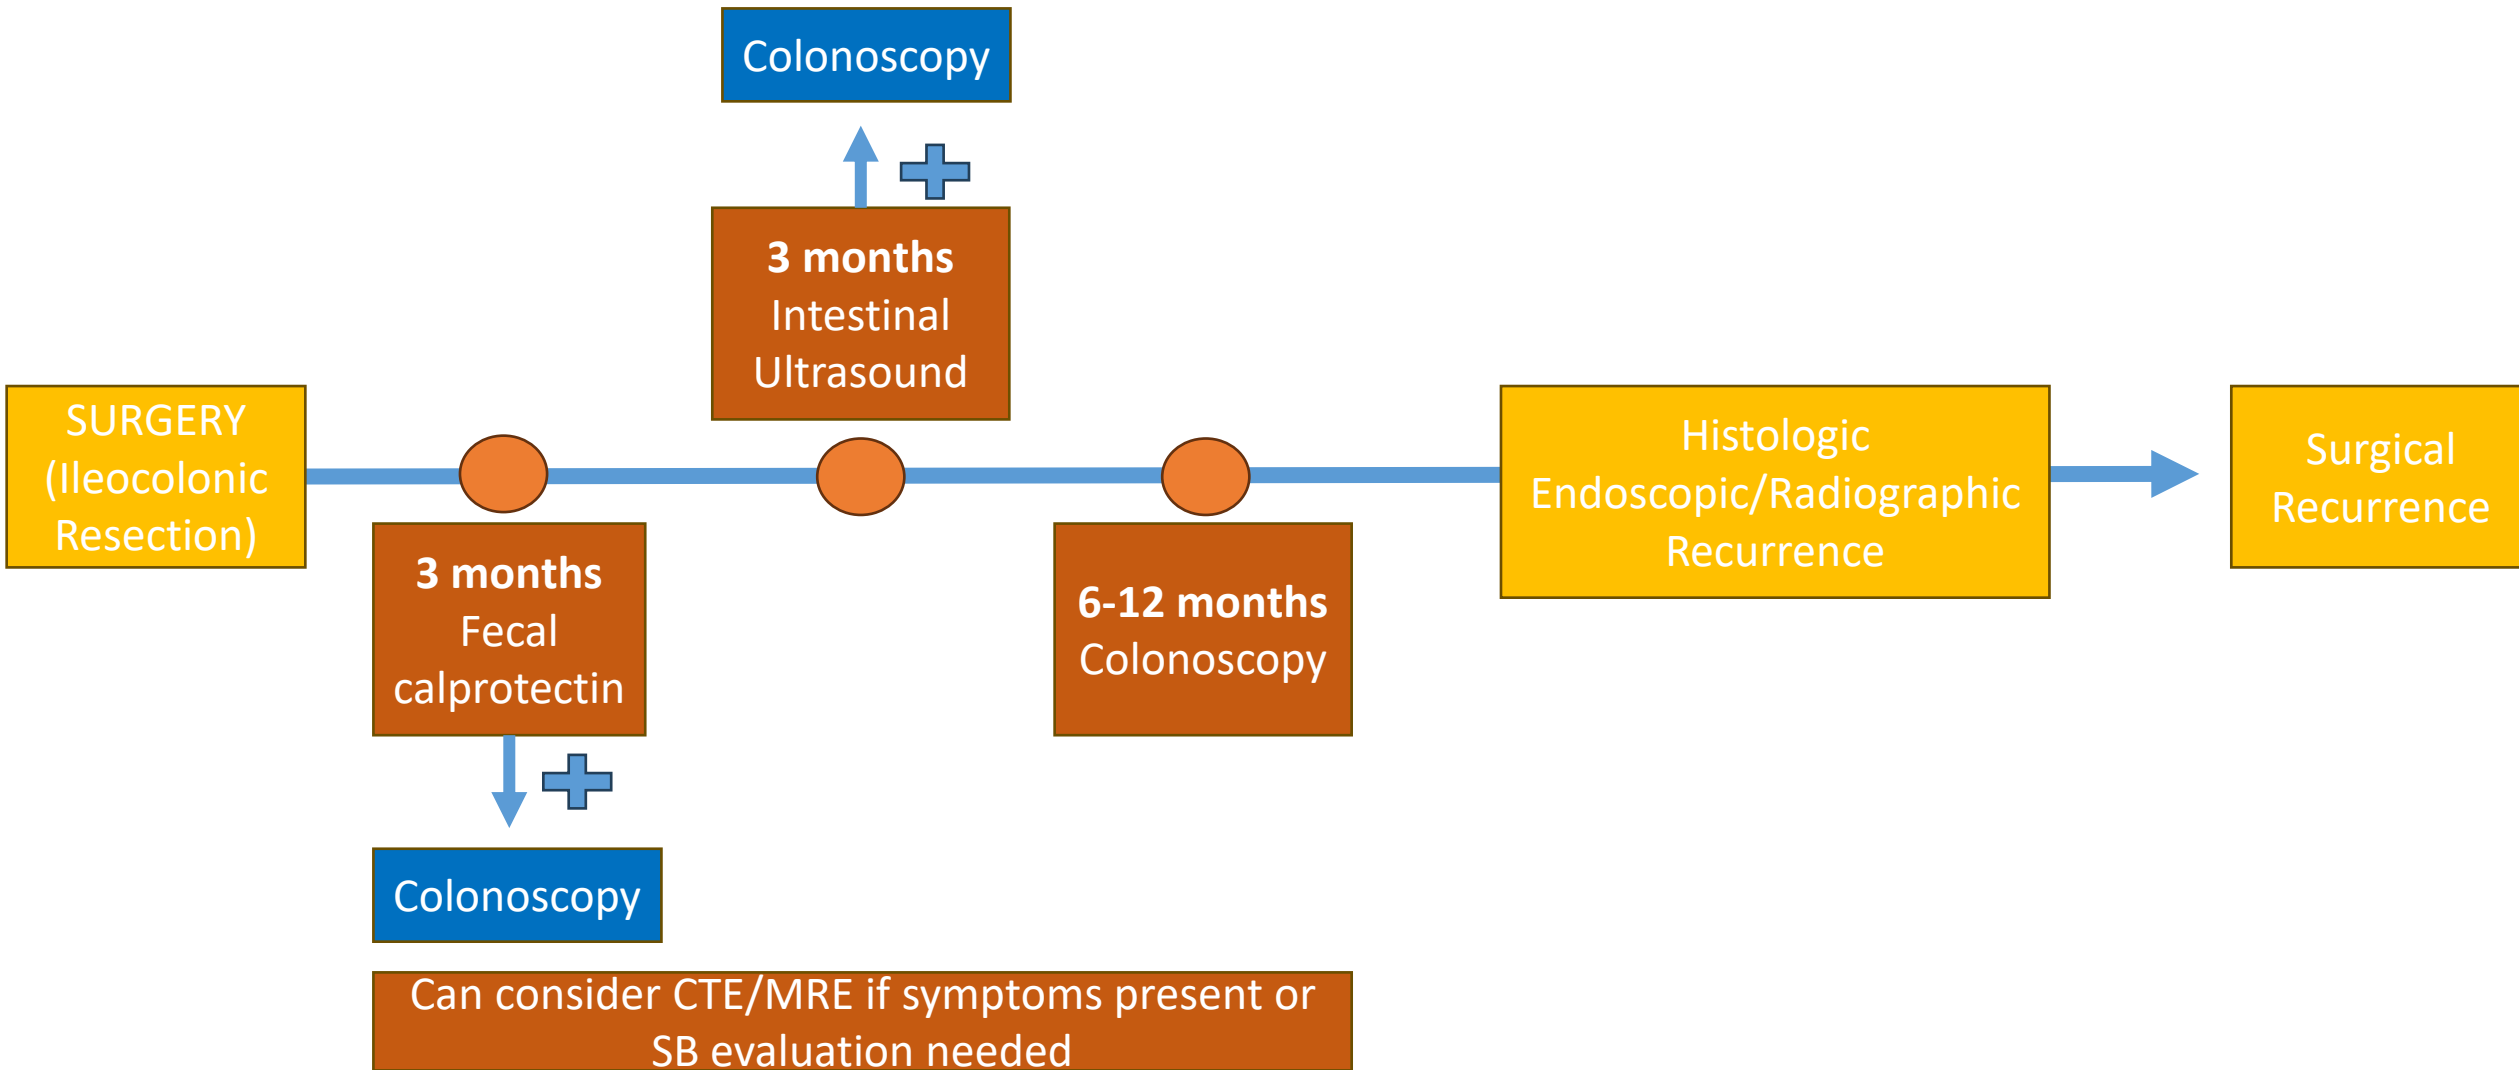 Colonoscopy
3 months
Intestinal
Ultrasound
SURGERY
(Ileocolonic
Resection)
3 months
Fecal
calprotectin
Colonoscopy
6-12 months
Colonoscopy
Histologic
Endoscopic/Radiographic
Recurrence
Surgical
Recurrence
Can consider CTE/MRE if symptoms present or
SB evaluation needed